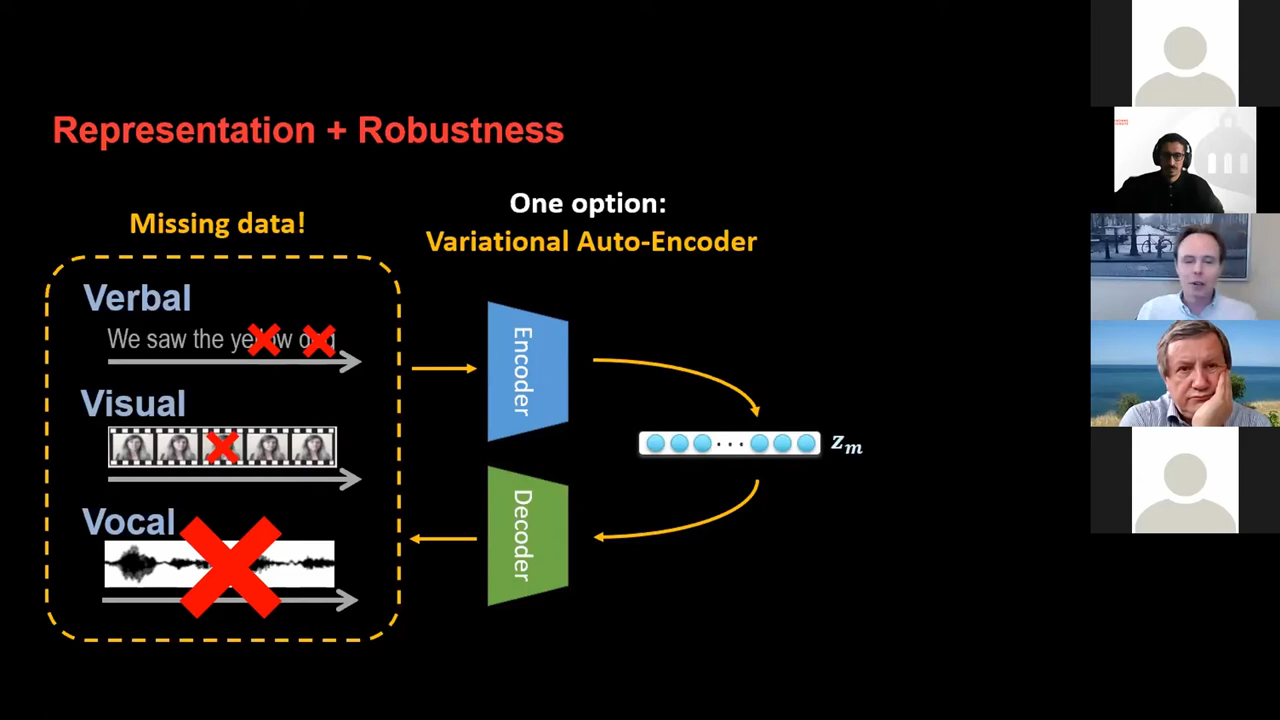 Representation + Robustness
Missing data!
One option:
Variational Auto-Encoder
Verbal
We saw the yellow dog
Visual
Vocal
Encoder
Decoder
z_m